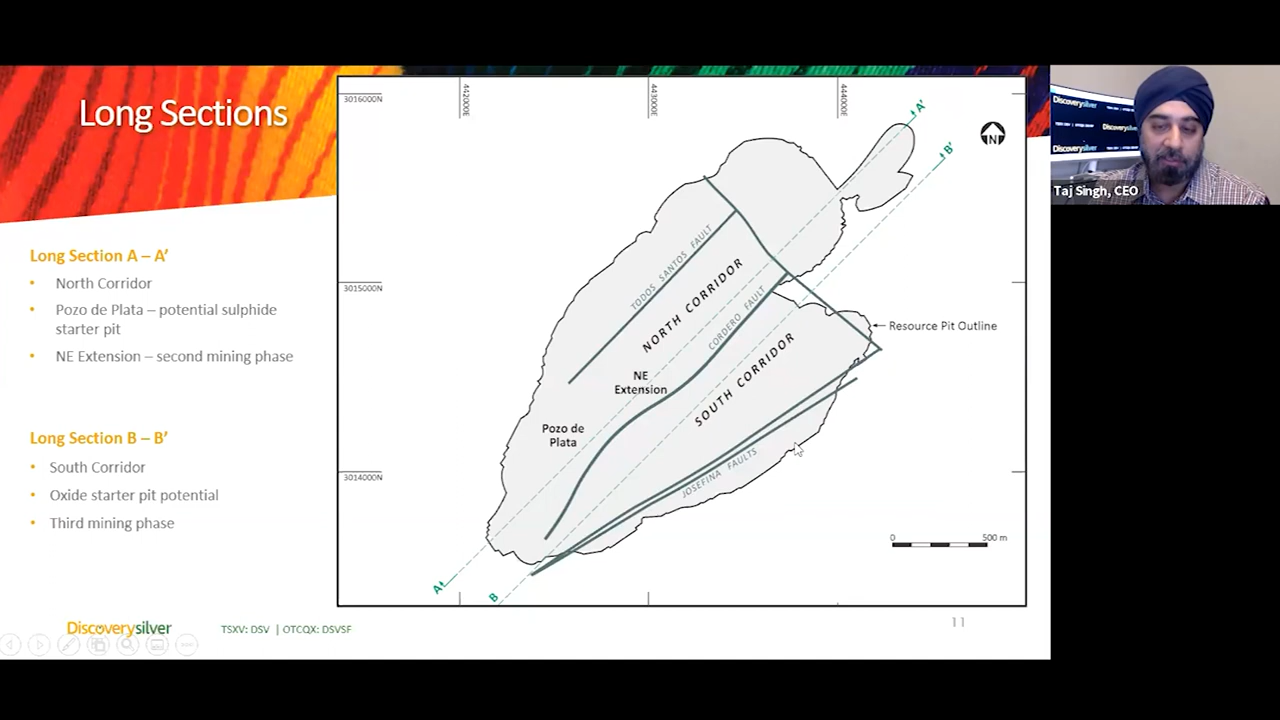 Long Sections
Long Section A – A’
• North Corridor
• Pozo de Plata – potential sulphide
starter pit
• NE Extension – second mining phase
Long Section B – B’
• South Corridor
• Oxide starter pit potential
• Third mining phase
3016000N
3015000N
3014000N
442000E
443000E
444000E
A’
B’
N
TODOS SANTOS FAULT
NORTH CORRIDOR
CORDERO FAULT
SOUTH CORRIDOR
Resource Pit Outline
NE
Extension
Pozo de
Plata
JOSEFINA FAULTS
0 500 m
A
B
Discoverysilver
TSXV: DSV | OTCQX: DSVSF
11
Discoverysilver
Discoverysilver
Discoverysilver
Taj Singh, CEO